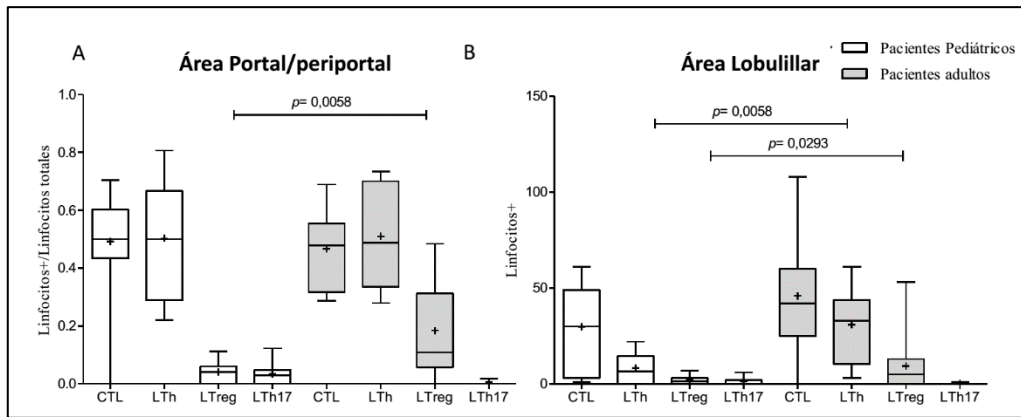 A
Área Portal/periportal
p= 0,0058
Linfocitos+/Linfocitos totales
1.0
0.8
0.6
0.4
0.2
0.0
CTL LTh LTreg LTh17 CTL LTh LTreg LTh17
B
Área Lobulillar
Pacientes Pediátricos
Pacientes adultos
p= 0,0058
p= 0,0293
Linfocitos+
150
100
50
0
CTL LTh LTreg LTh17 CTL LTh LTreg LTh17